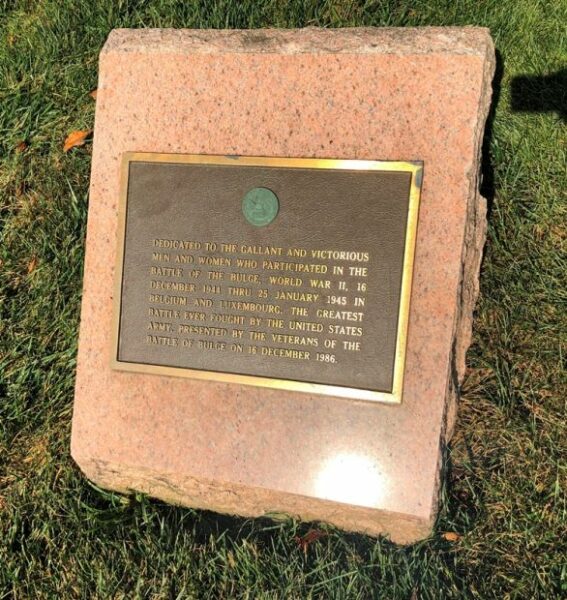 DEDICATED TO THE GALLANT AND VICTORIOUS
MEN AND WOMEN WHO PARTICIPATED IN THE
BATTLE OF THE BULGE, WORLD WAR II, 16
DECEMBER 1944 THRU 25 JANUARY 1945 IN
BELGIUM AND LUXEMBOURG. THE GREATEST
BATTLE EVER FOUGHT BY THE UNITED STATES
ARMY. PRESENTED BY THE VETERANS OF THE
BATTLE OF BULGE ON 16 DECEMBER 1986.